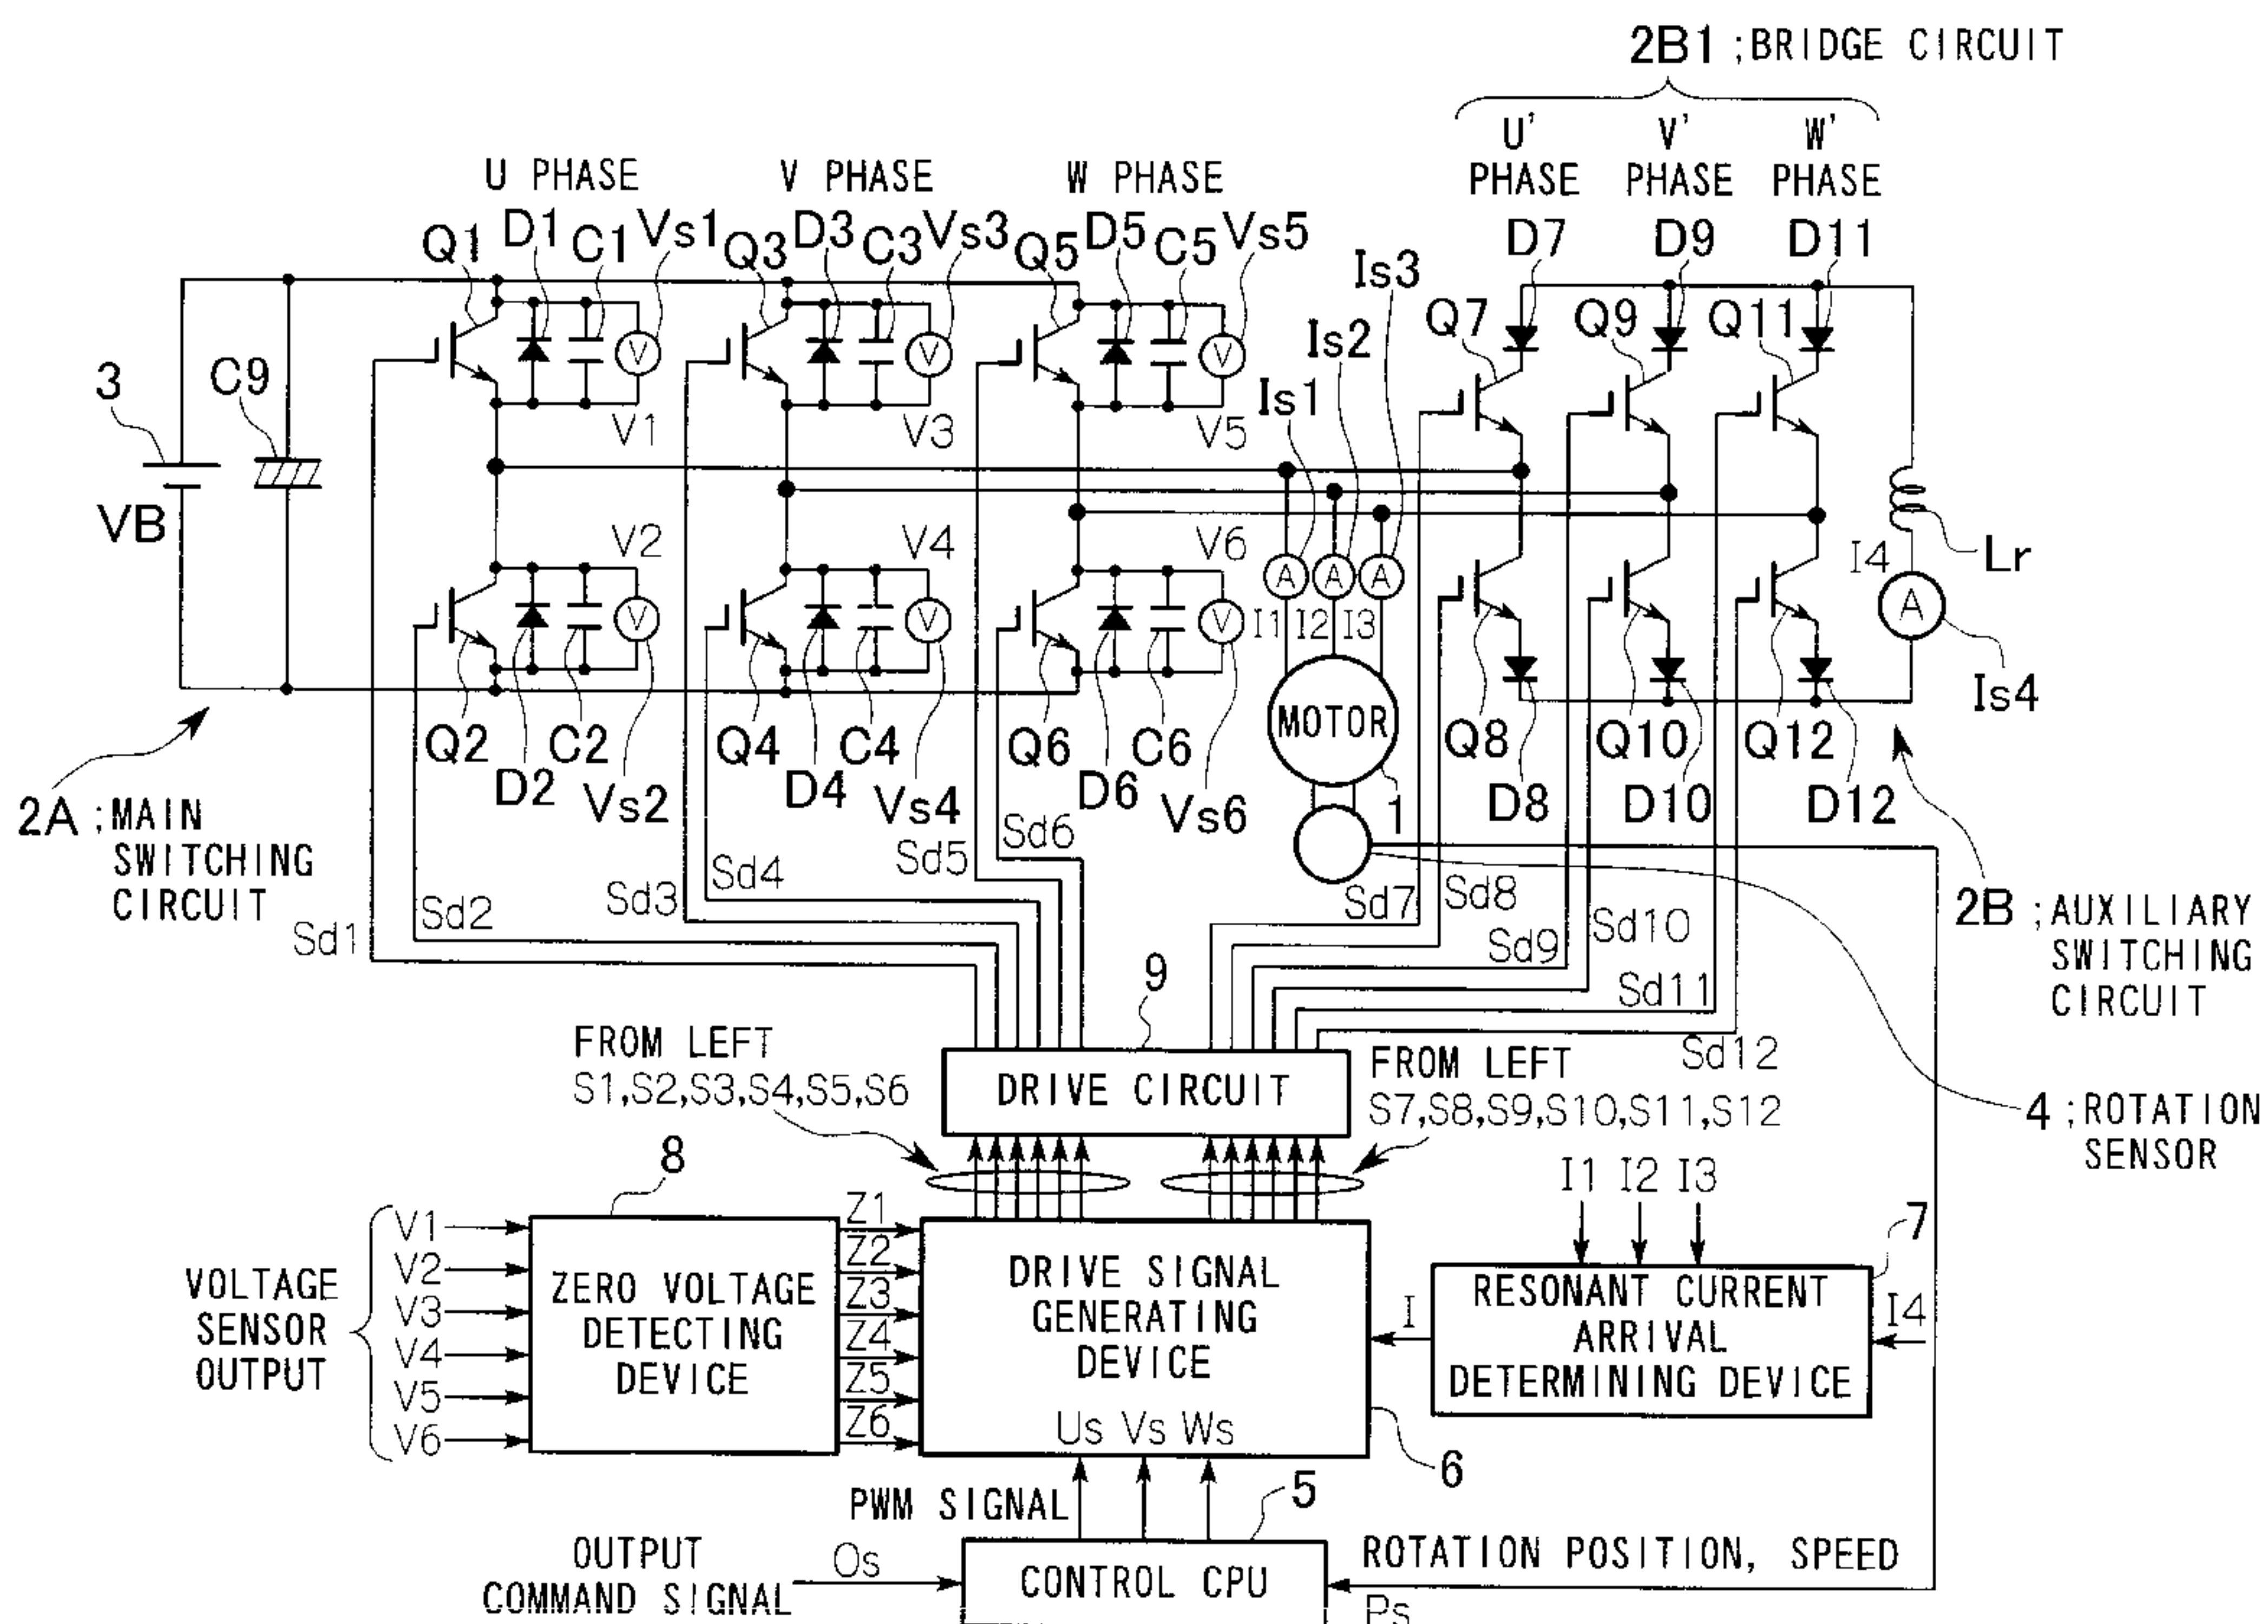 2B1 ;BRIDGE CIRCUIT
U' PHASE
V' PHASE
W' PHASE
U PHASE
V PHASE
W PHASE
Q1
D1
C1
Vs1
Q3
D3
C3
Vs3
Q5
D5
C5
Vs5
Is3
D7
D9
D11
Is2
Q7
Q9
Q11
3
C9
V
V
V
Is1
V1
V3
V5
VB
V2
V4
V6
I4
Lr
A
A
A
A
V
V
V
I1
I2
I3
Is4
MOTOR
Q2
C2
Q4
C4
Q6
C6
Q8
Q10
Q12
D2
Vs2
D4
Vs4
D6
Vs6
1
D8
D10
D12
2A ;MAIN
SWITCHING
CIRCUIT
Sd6
Sd5
Sd4
Sd3
Sd2
Sd1
Sd7
Sd8
Sd9
Sd10
Sd11
Sd12
2B ;AUXILIARY
SWITCHING
CIRCUIT
9
FROM LEFT
S1,S2,S3,S4,S5,S6
DRIVE CIRCUIT
FROM LEFT
S7,S8,S9,S10,S11,S12
4 ;ROTATION
SENSOR
8
I1 I2 I3
7
VOLTAGE
SENSOR
OUTPUT
V1
V2
V3
V4
V5
V6
ZERO VOLTAGE
DETECTING
DEVICE
Z1
Z2
Z3
Z4
Z5
Z6
DRIVE SIGNAL
GENERATING
DEVICE
Us Vs Ws
I
RESONANT CURRENT
ARRIVAL
DETERMINING DEVICE
I4
6
PWM SIGNAL
5
OUTPUT
COMMAND SIGNAL
Os
CONTROL CPU
ROTATION POSITION, SPEED
Ps